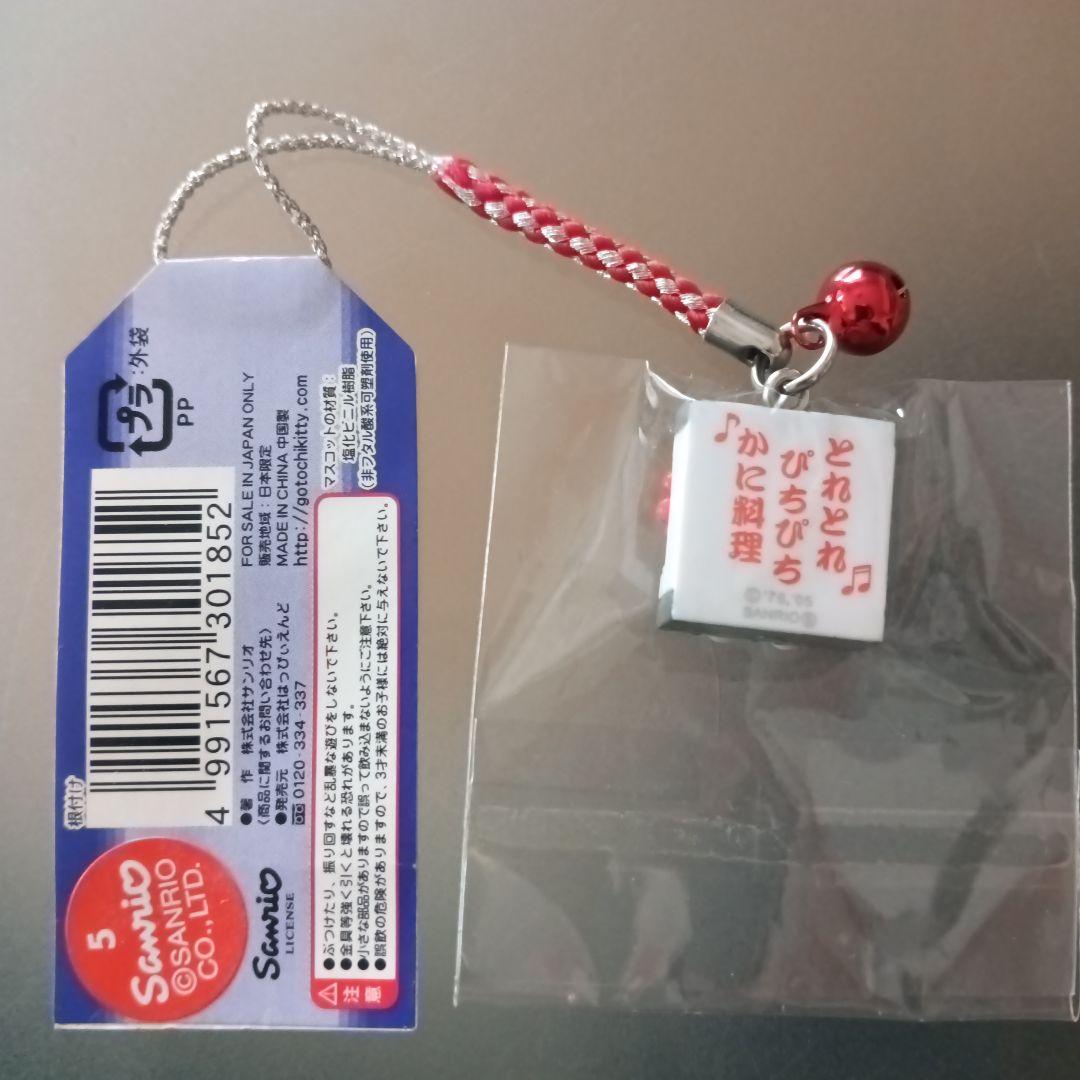 根付け
4 991567 301852
プラ
:外袋
PP
FOR SALE IN JAPAN ONLY
販売地域:日本限定
MADE IN CHINA 中国製
http://gotochikitty.com
マスコットの材質:
塩化ビニル樹脂
(非フタル酸系可塑剤使用)
●著 作 株式会社サンリオ
(商品に関するお問い合わせ先)
●発売元 株式会社はっぴぃえんど
0120-334-337
5
Sanrio
©SANRIO
CO.,LTD.
Sanrio
LICENSE
注意
●ぶつけたり、振り回すなど乱暴な遊びをしないで下さい。
●金具等強く引くと壊れる恐れがあります。
●小さな部品がありますので誤って飲み込まないようにご注意下さい。
●誤飲の危険がありますので、3才未満のお子様には絶対に与えないで下さい。
とれとれ
ぴちぴち
かに料理
©'76,'05
SANRIO®